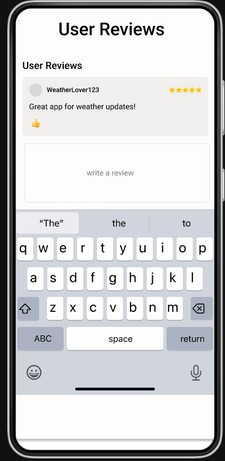 User Reviews
User Reviews
WeatherLover123
Great app for weather updates!
write a review
“The” the to
q w e r t y u i o p
a s d f g h j k l
z x c v b n m
ABC space return